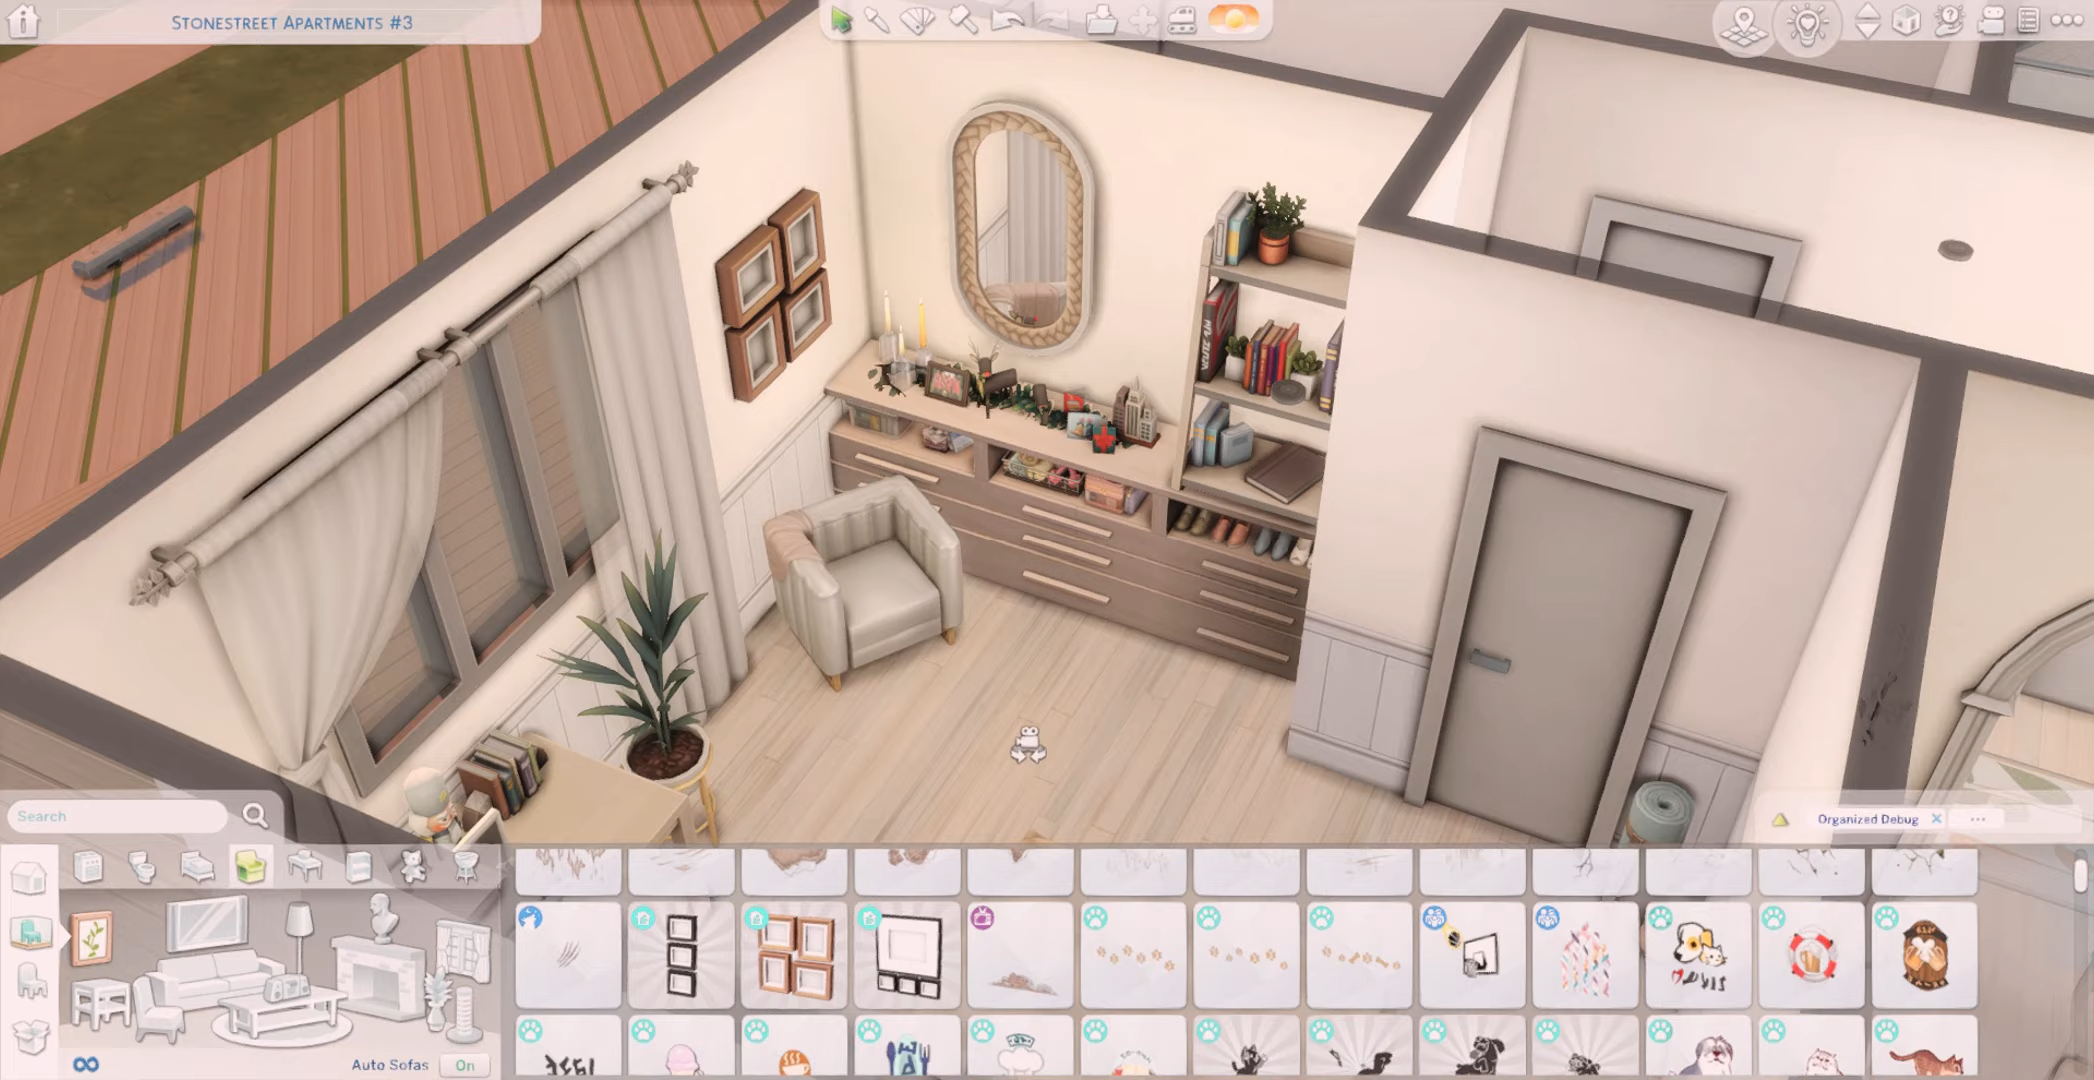 Stonestreet Apartments #3
Search
Organized Debug
Auto Sofas
On